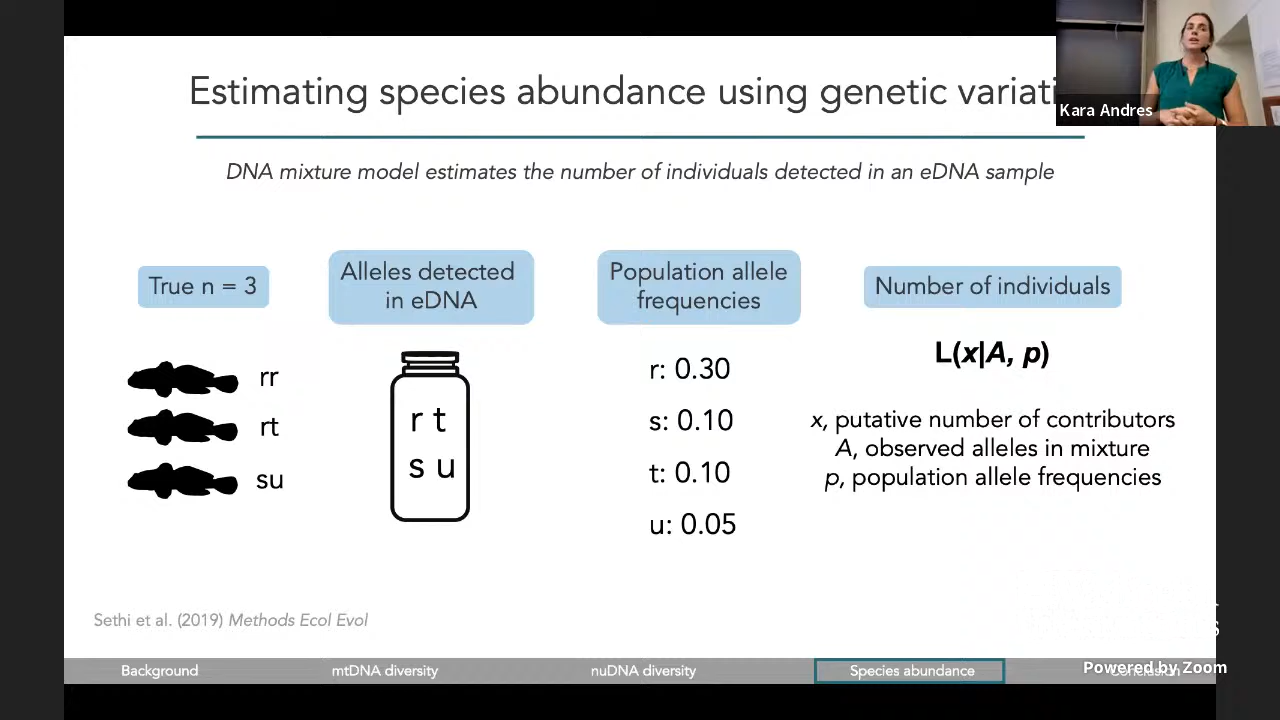 Estimating species abundance using genetic variati
Kara Andres
DNA mixture model estimates the number of individuals detected in an eDNA sample
True n = 3
rr
rt
su
Alleles detected
in eDNA
r t
s u
Population allele
frequencies
r: 0.30
s: 0.10
t: 0.10
u: 0.05
Number of individuals
L(x|A, p)
x, putative number of contributors
A, observed alleles in mixture
p, population allele frequencies
Sethi et al. (2019) Methods Ecol Evol
Background
mtDNA diversity
nuDNA diversity
Species abundance
Conclusion
Powered by Zoom